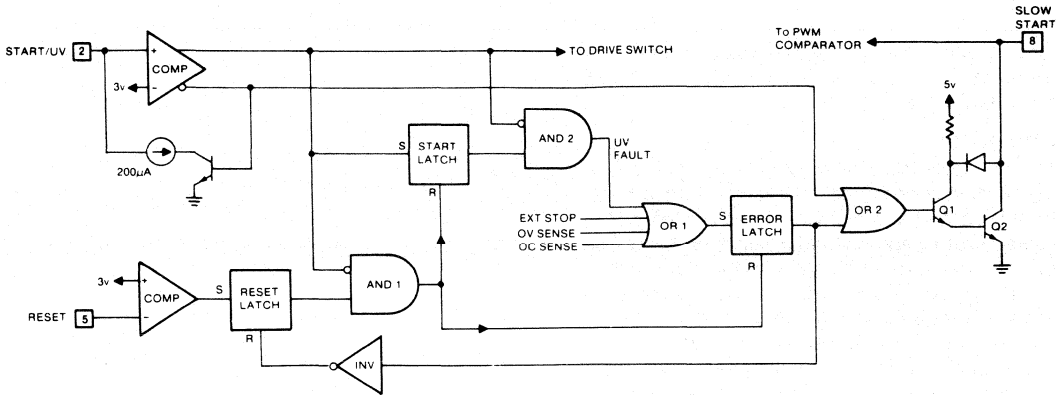 SLOW
START
8
START/UV 2
+
COMP
−
3v
TO DRIVE SWITCH
To PWM
COMPARATOR
5v
200μA
S START
LATCH
R
AND 2
UV
FAULT
EXT STOP
OV SENSE
OC SENSE
OR 1
S ERROR
LATCH
R
OR 2
Q1
Q2
3v
+
COMP
−
RESET 5
S RESET
LATCH
R
AND 1
INV